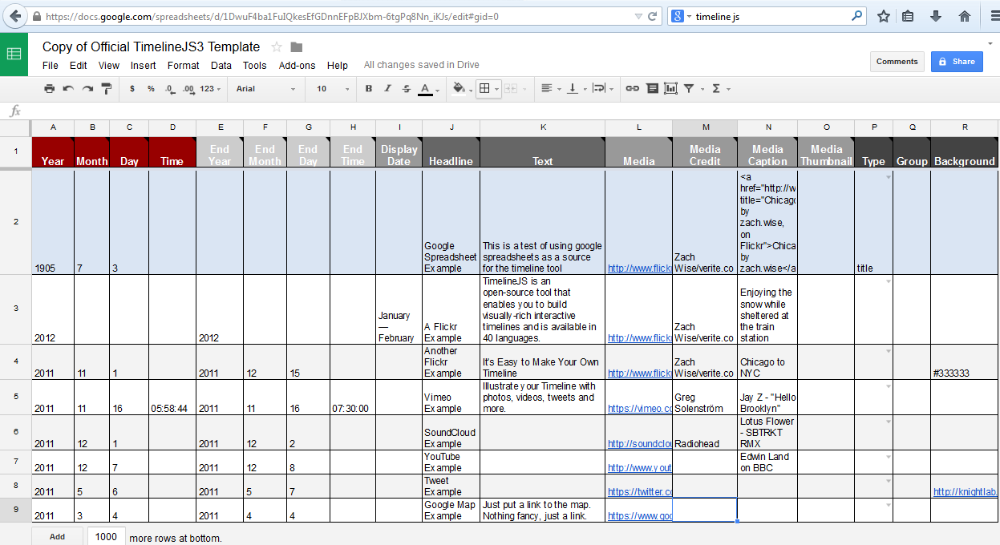 https://docs.google.com/spreadsheets/d/1DwuF4ba1FuIQkesEfGDnnEFpBJXbm-6tgPq8Nn_iKJs/edit#gid=0
8 timeline js
Copy of Official TimelineJS3 Template
File Edit View Insert Format Data Tools Add-ons Help All changes saved in Drive
Comments
Share
$ % .0 .00 123 Arial 10 B I S A Σ
fx
A B C D E F G H I J K L M N O P Q R
1 Year Month Day Time End Year End Month End Day End Time Display Date Headline Text Media Media Credit Media Caption Media Thumbnail Type Group Background
2
1905 7 3
Google
Spreadsheet
Example
This is a test of using google
spreadsheets as a source
for the timeline tool
http://www.flick
Zach
Wise/verite.co
<a
href="http://w
title="Chicago
by
zach.wise,
on
Flickr">Chica
by
zach.wise</a
title
3
2012 2012
January
—
February
A Flickr
Example
TimelineJS is an
open-source tool that
enables you to build
visually-rich interactive
timelines and is available in
40 languages.
http://www.flick
Zach
Wise/verite.co
Enjoying the
snow while
sheltered at
the train
station
4
2011 11 1 2011 12 15
Another
Flickr
Example
It's Easy to Make Your Own
Timeline
http://www.flick
Zach
Wise/verite.co
Chicago to
NYC
#333333
5
2011 11 16 05:58:44 2011 11 16 07:30:00
Vimeo
Example
Illustrate your Timeline with
photos, videos, tweets and
more.
https://vimeo.co
Greg
Solenström
Jay Z - "Hello
Brooklyn"
6
2011 12 1 2011 12 2
SoundCloud
Example
http://soundclou
Radiohead
Lotus Flower
- SBTRKT
RMX
7
2011 12 7 2011 12 8
YouTube
Example
http://www.yout
Edwin Land
on BBC
8
2011 5 6 2011 5 7
Tweet
Example
https://twitter.co
http://knightlab.
9
2011 3 4 2011 4 4
Google Map
Example
Just put a link to the map.
Nothing fancy, just a link.
https://www.goo
Add 1000 more rows at bottom.